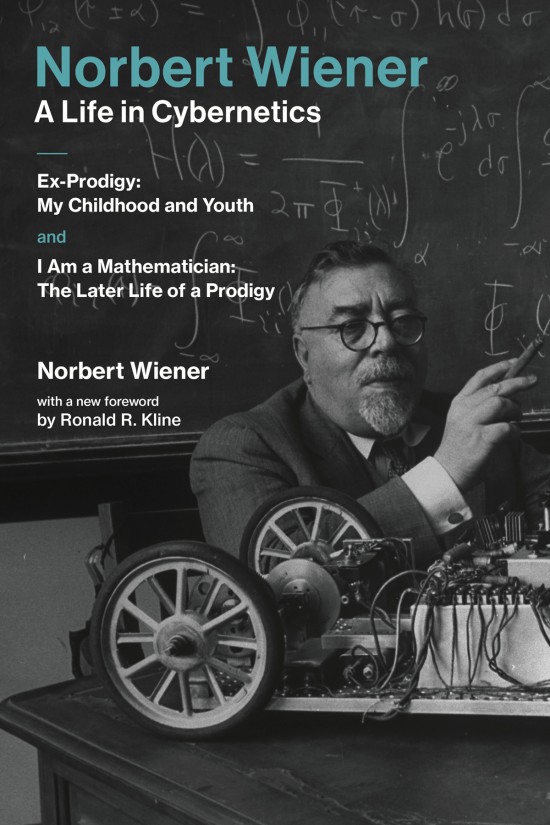 Norbert Wiener
A Life in Cybernetics
Ex-Prodigy:
My Childhood and Youth
and
I Am a Mathematician:
The Later Life of a Prodigy
Norbert Wiener
with a new foreword
by Ronald R. Kline